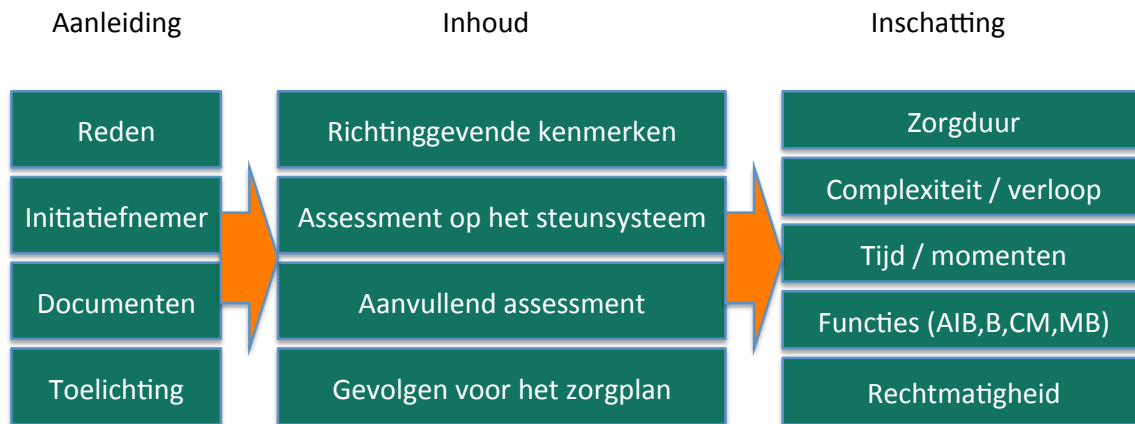 Aanleiding
Inhoud
Inschatting
Reden
Initiatiefnemer
Documenten
Toelichting
Richtinggevende kenmerken
Assessment op het steunsysteem
Aanvullend assessment
Gevolgen voor het zorgplan
Zorgduur
Complexiteit / verloop
Tijd / momenten
Functies (AIB,B,CM,MB)
Rechtmatigheid